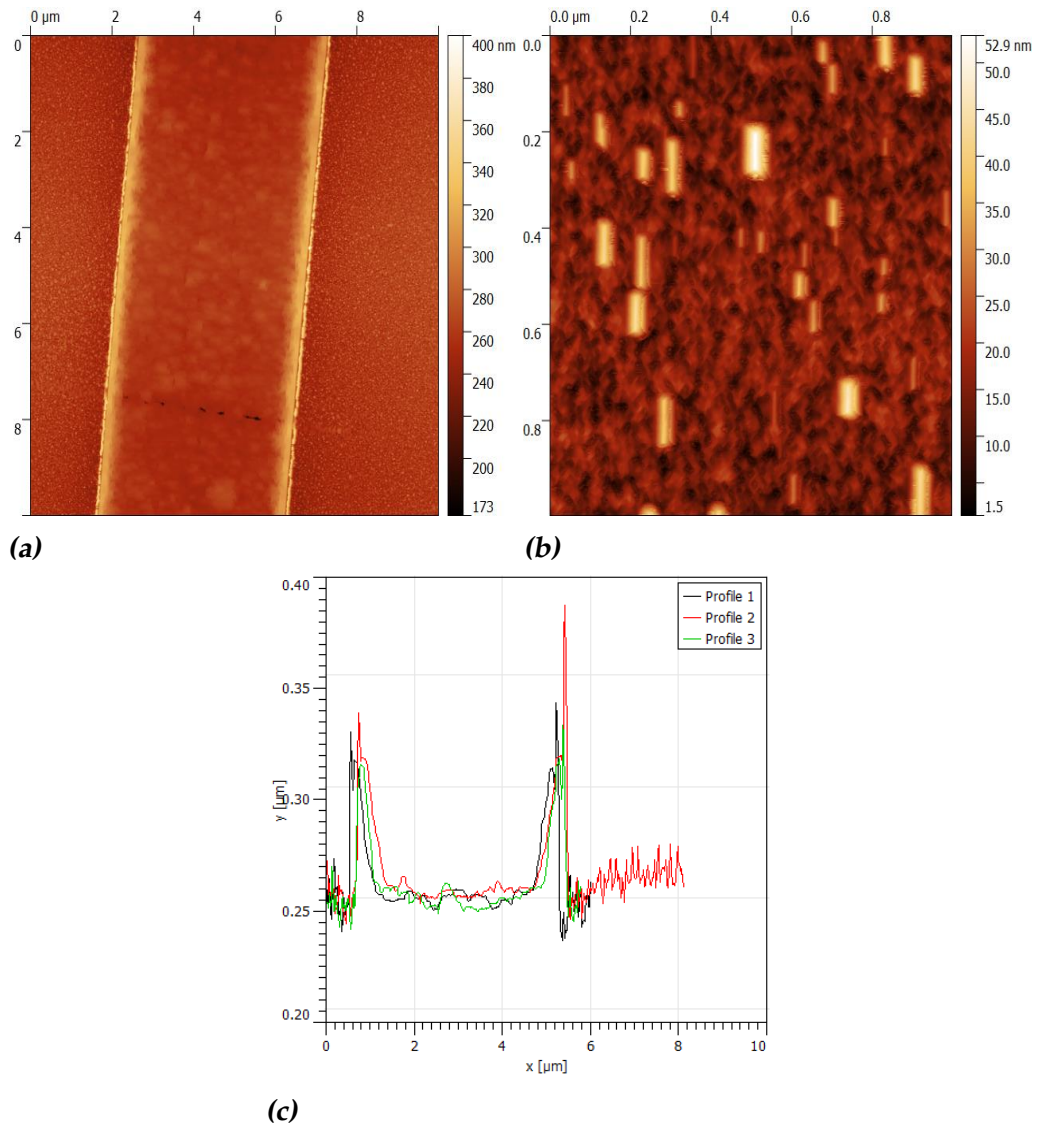 0 µm 2 4 6 8
0
2
4
6
8
400 nm
380
360
340
320
300
280
260
240
220
200
173
(a)
0.0 µm 0.2 0.4 0.6 0.8
0.0
0.2
0.4
0.6
0.8
52.9 nm
50.0
45.0
40.0
35.0
30.0
25.0
20.0
15.0
10.0
1.5
(b)
0.40
0.35
0.30
0.25
0.20
y [µm]
Profile 1
Profile 2
Profile 3
0 2 4 6 8 10
x [µm]
(c)